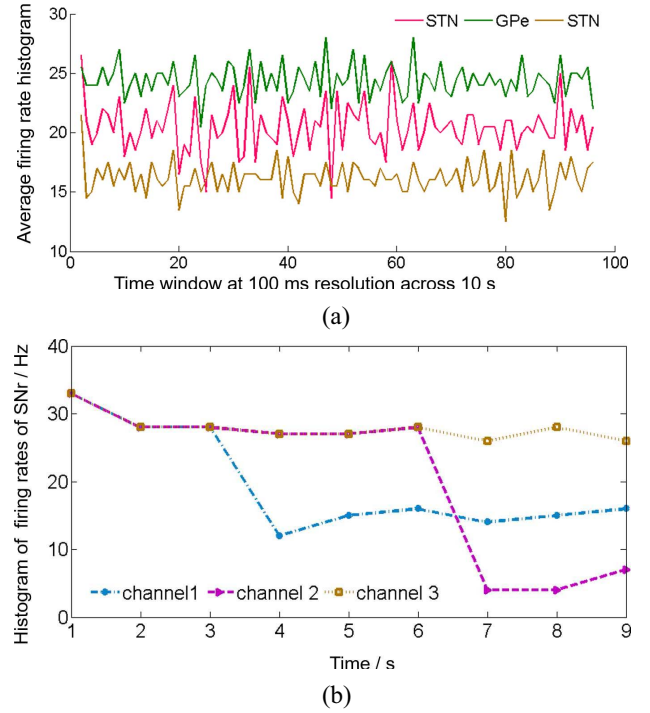 Average firing rate histogram
30
25
20
15
10
STN GPe STN
0 20 40 60 80 100
Time window at 100 ms resolution across 10 s
(a)
Histogram of firing rates of SNr / Hz
40
30
20
10
0
channel1 channel 2 channel 3
1 2 3 4 5 6 7 8 9
Time / s
(b)